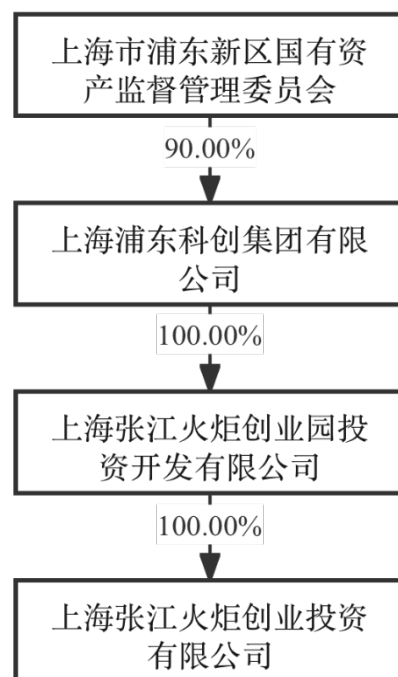 上海市浦东新区国有资
产监督管理委员会
90.00%
上海浦东科创集团有限
公司
100.00%
上海张江火炬创业园投
资开发有限公司
100.00%
上海张江火炬创业投资
有限公司